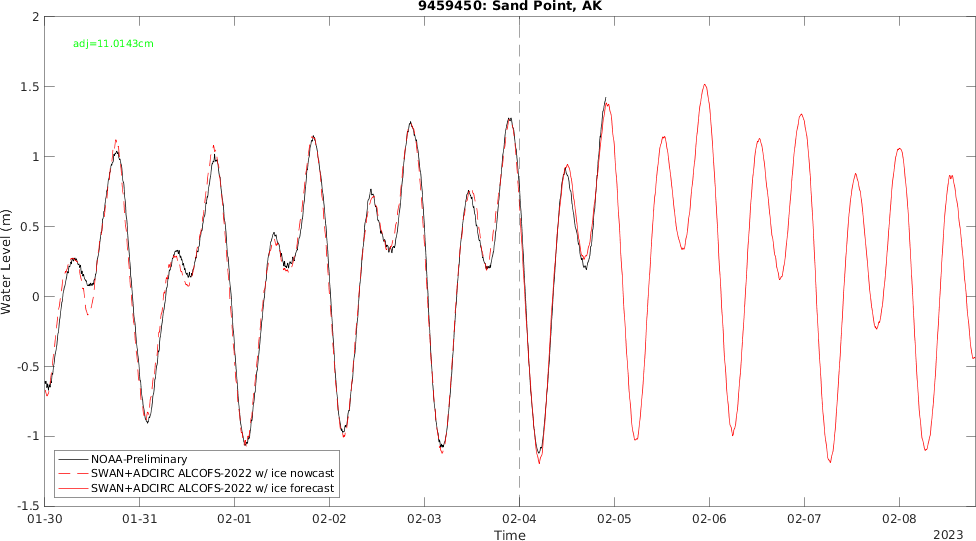 9459450: Sand Point, AK
adj=11.0143cm
Water Level (m)
2
1.5
1
0.5
0
-0.5
-1
-1.5
NOAA-Preliminary
SWAN+ADCIRC ALCOFS-2022 w/ ice nowcast
SWAN+ADCIRC ALCOFS-2022 w/ ice forecast
01-30 01-31 02-01 02-02 02-03 02-04 02-05 02-06 02-07 02-08
Time
2023